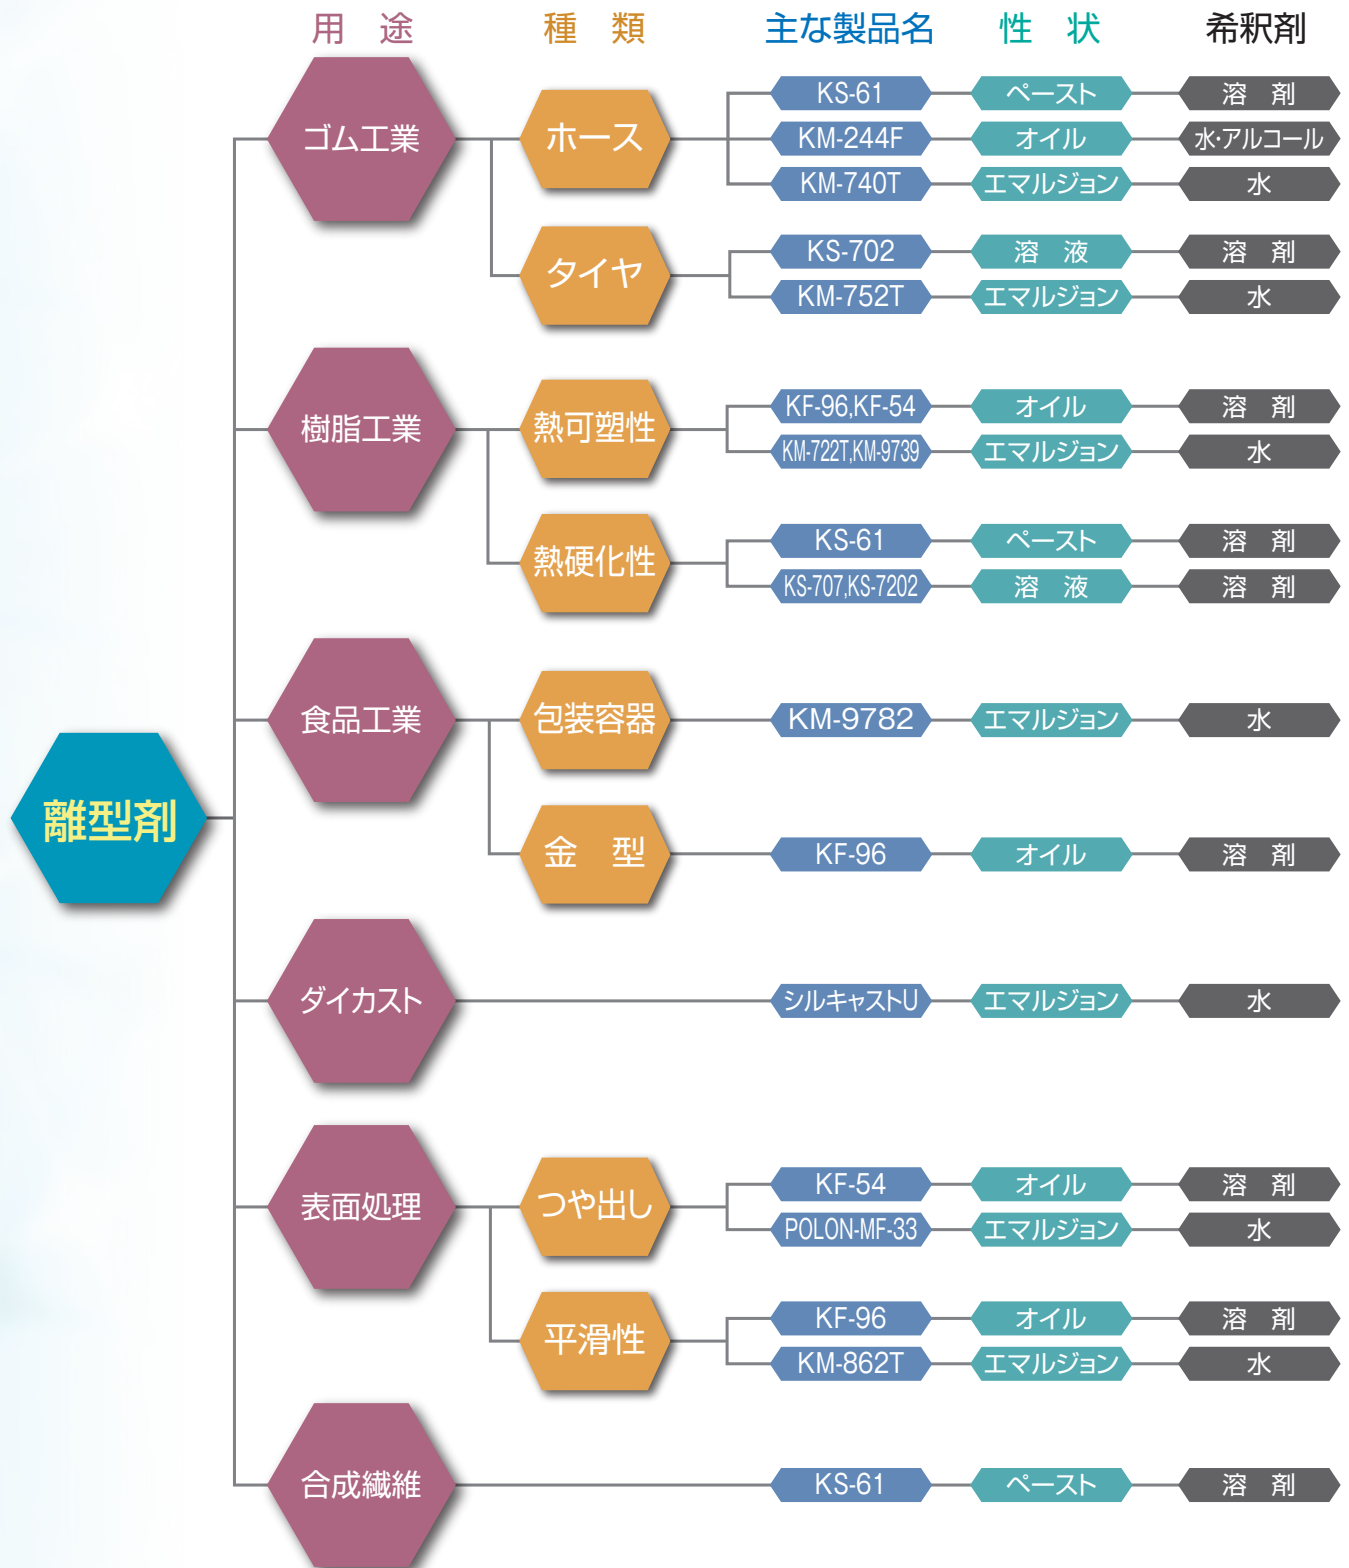 用　途　種　類　主な製品名　性　状　希釈剤
離型剤
ゴム工業
ホース
KS-61　ペースト　溶　剤
KM-244F　オイル　水・アルコール
KM-740T　エマルジョン　水
タイヤ
KS-702　溶　液　溶　剤
KM-752T　エマルジョン　水
樹脂工業
熱可塑性
KF-96,KF-54　オイル　溶　剤
KM-722T,KM-9739　エマルジョン　水
熱硬化性
KS-61　ペースト　溶　剤
KS-707,KS-7202　溶　液　溶　剤
食品工業
包装容器
KM-9782　エマルジョン　水
金　型
KF-96　オイル　溶　剤
ダイカスト
シルキャストU　エマルジョン　水
表面処理
つや出し
KF-54　オイル　溶　剤
POLON-MF-33　エマルジョン　水
平滑性
KF-96　オイル　溶　剤
KM-862T　エマルジョン　水
合成繊維
KS-61　ペースト　溶　剤